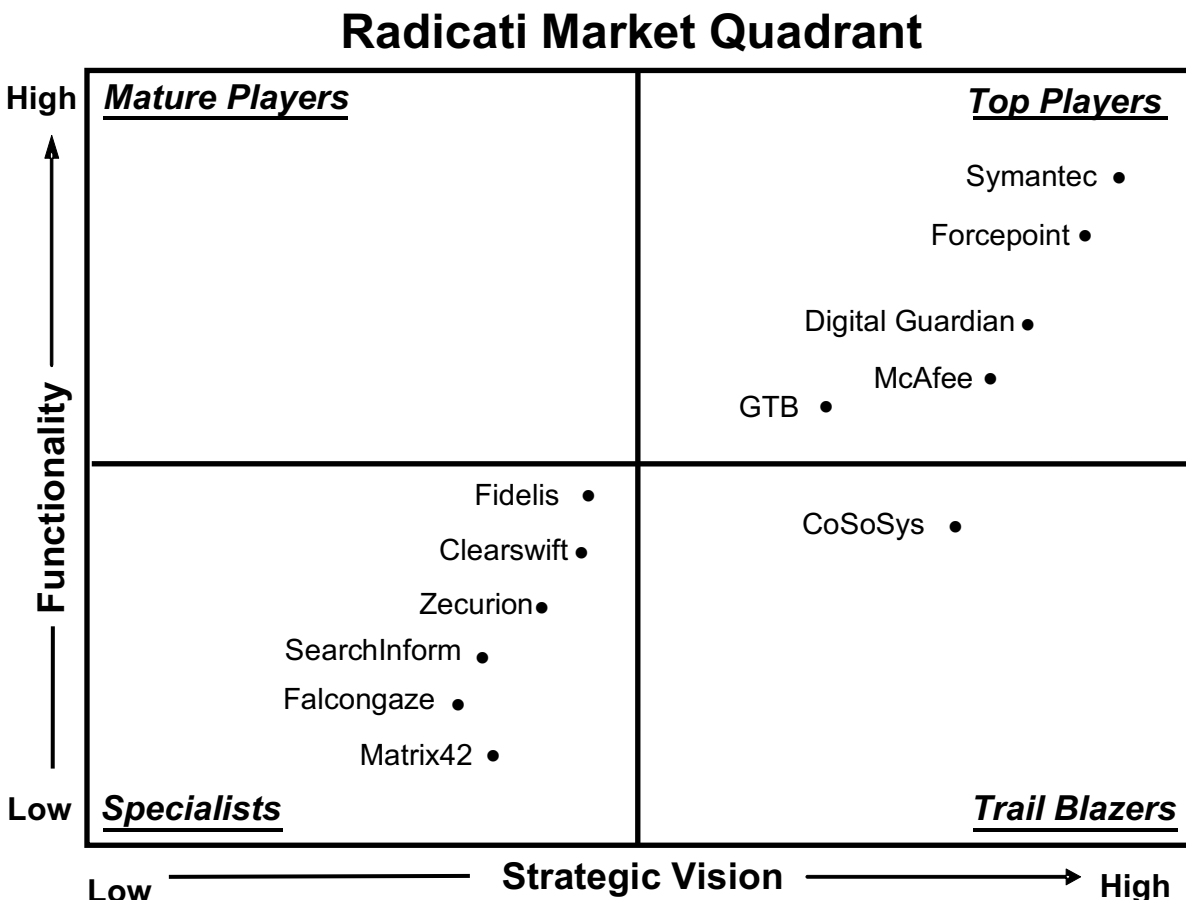 Radicati Market Quadrant
High
Mature Players
Top Players
Symantec
Forcepoint
Digital Guardian
McAfee
GTB
Functionality
Fidelis
CoSoSys
Clearswift
Zecurion
SearchInform
Falcongaze
Matrix42
Low
Specialists
Trail Blazers
Low
Strategic Vision
High